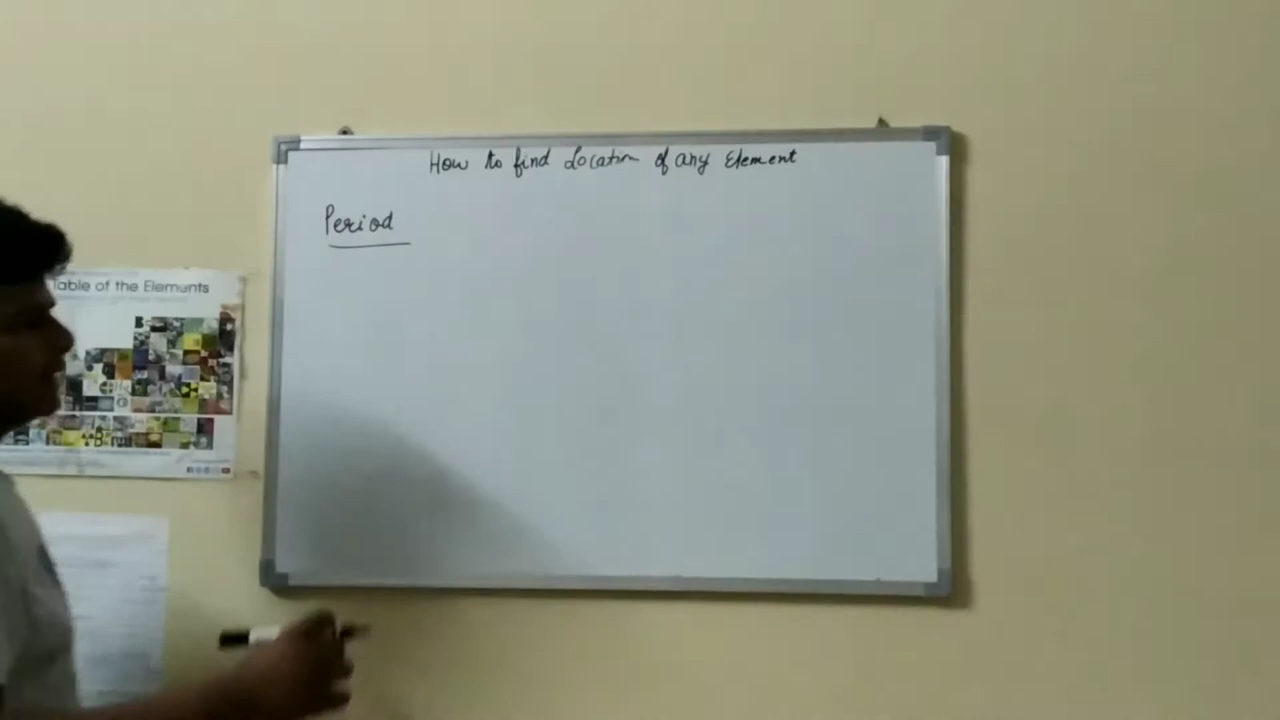 How to find Location of any Element
Period
Table of the Elements